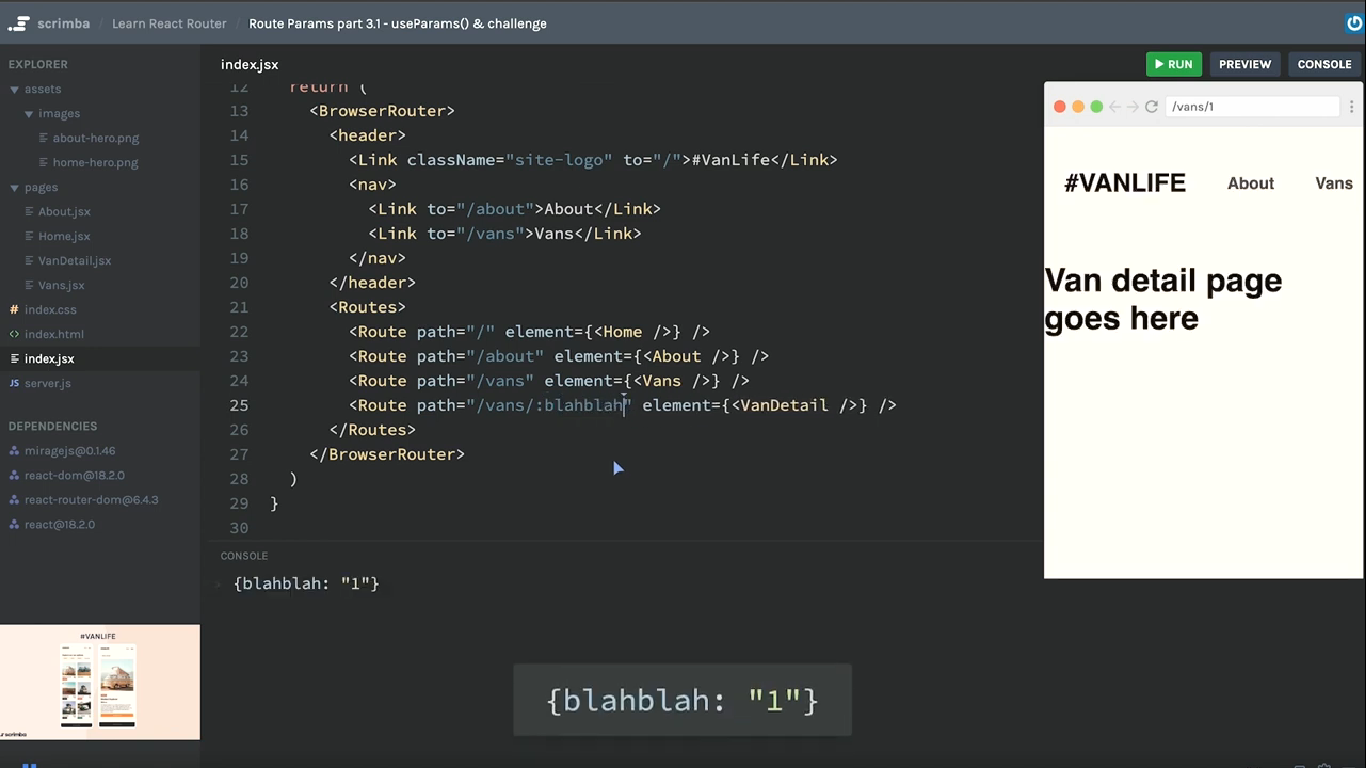 scrimba / Learn React Router / Route Params part 3.1 - useParams() & challenge
EXPLORER
assets
images
about-hero.png
home-hero.png
pages
About.jsx
Home.jsx
VanDetail.jsx
Vans.jsx
# index.css
<> index.html
index.jsx
JS server.js
DEPENDENCIES
miragejs@0.1.46
react-dom@18.2.0
react-router-dom@6.4.3
react@18.2.0
#VANLIFE
scrimba
index.jsx
RUN
PREVIEW
CONSOLE
12 return (
13 <BrowserRouter>
14 <header>
15 <Link className="site-logo" to="/">#VanLife</Link>
16 <nav>
17 <Link to="/about">About</Link>
18 <Link to="/vans">Vans</Link>
19 </nav>
20 </header>
21 <Routes>
22 <Route path="/" element={<Home />} />
23 <Route path="/about" element={<About />} />
24 <Route path="/vans" element={<Vans />} />
25 <Route path="/vans/:blahblah" element={<VanDetail />} />
26 </Routes>
27 </BrowserRouter>
28 )
29 }
30
CONSOLE
{blahblah: "1"}
{blahblah: "1"}
/vans/1
#VANLIFE About Vans
Van detail page
goes here